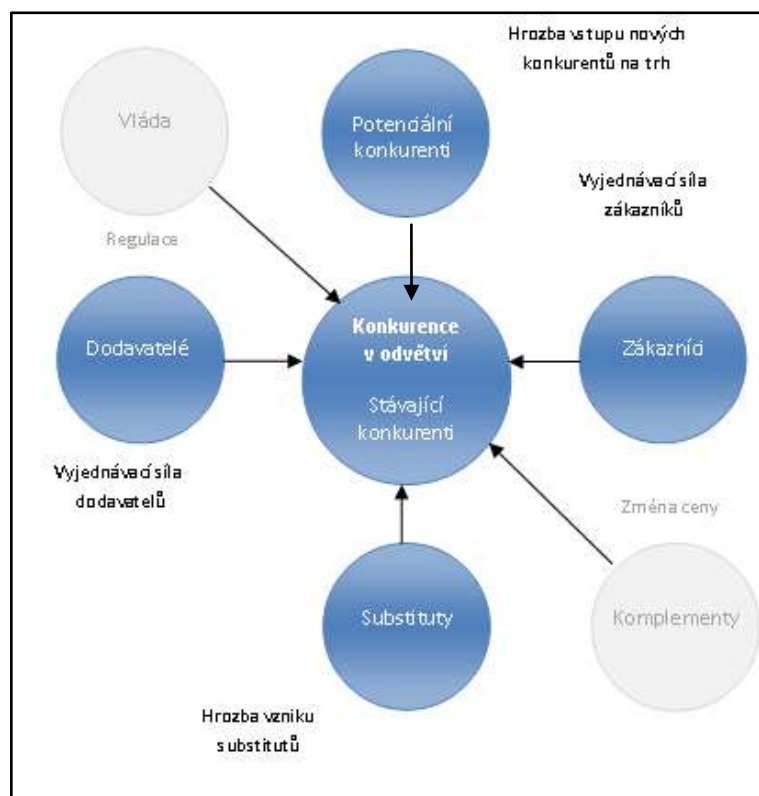 Hrozba vstupu nových
konkurentů na trh
Vláda
Potenciální
konkurenti
Vyjednávací síla
zákazníků
Regulace
Konkurence
v odvětví
Dodavatelé
Zákazníci
Stávající
konkurenti
Vyjednávací síla
dodavatelů
Změna ceny
Substituty
Komplementy
Hrozba vzniku
substitutů